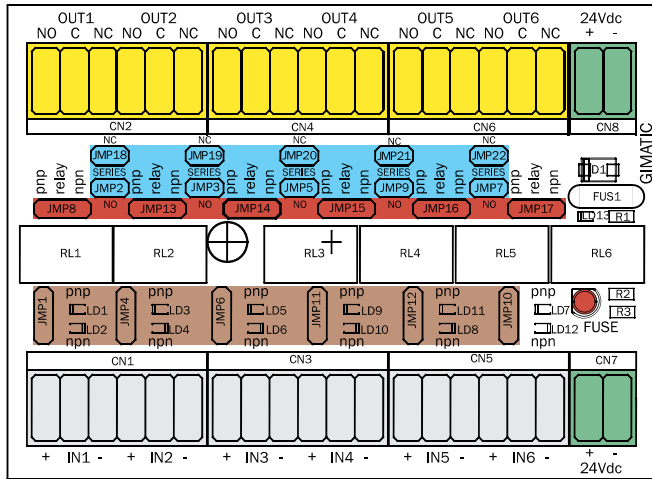 OUT1 OUT2 OUT3 OUT4 OUT5 OUT6 24Vdc
NO C NC NO C NC NO C NC NO C NC NO C NC NO C NC + -
CN2 CN4 CN6 CN8
GIMATIC
NC NC NC NC NC
JMP18 JMP19 JMP20 JMP21 JMP22
SERIES SERIES SERIES SERIES SERIES
pnp relay npn pnp relay npn pnp relay npn pnp relay npn pnp relay npn pnp relay npn
JMP2 JMP3 JMP5 JMP9 JMP7
D1
FUS1
NO NO NO NO NO
JMP8 JMP13 JMP14 JMP15 JMP16 JMP17
LD13 R1
RL1 RL2 RL3 RL4 RL5 RL6
pnp pnp pnp pnp pnp pnp
JMP1 JMP4 JMP6 JMP11 JMP12 JMP10
LD1 LD3 LD5 LD9 LD11 LD7
LD2 LD4 LD6 LD10 LD8 LD12
npn npn npn npn npn npn
R2
R3
FUSE
CN1 CN3 CN5 CN7
+ IN1 - + IN2 - + IN3 - + IN4 - + IN5 - + IN6 - + -
24Vdc